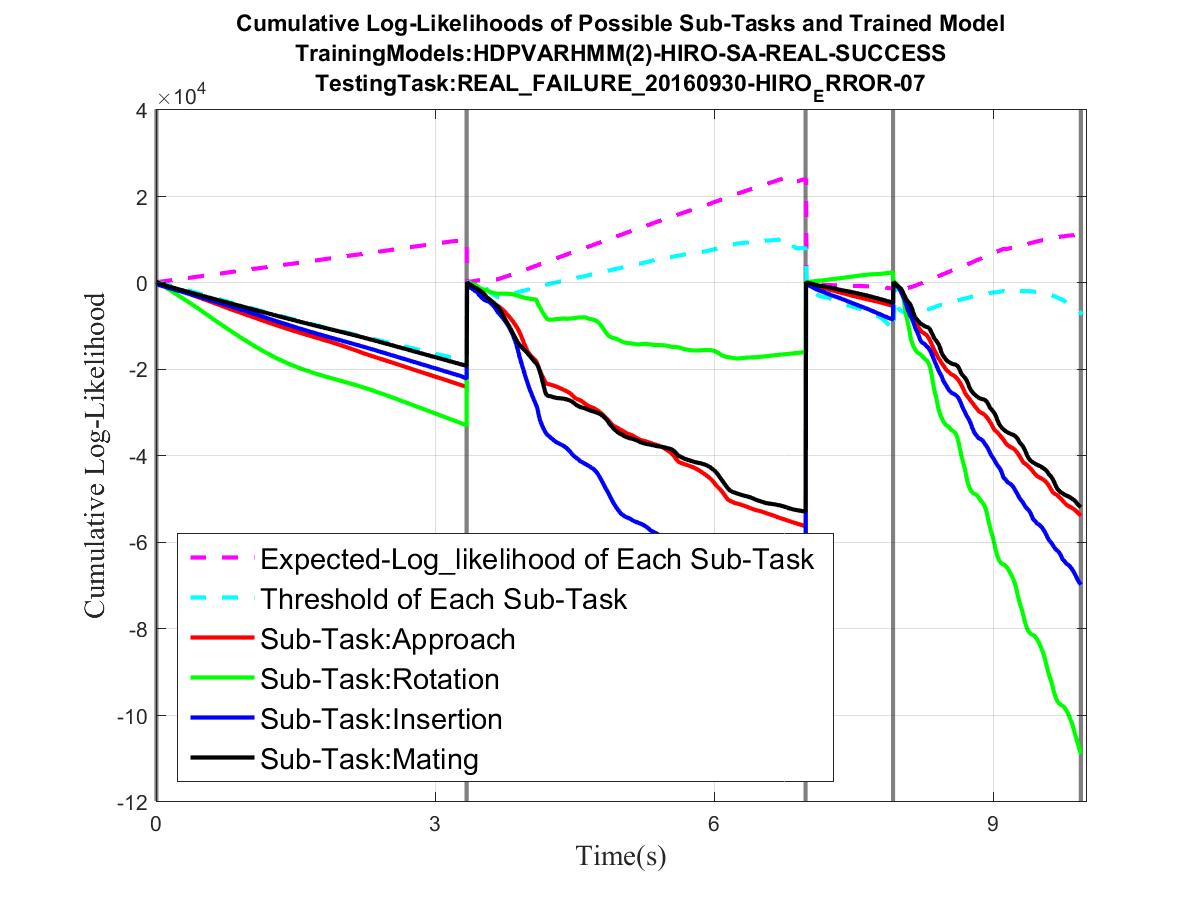 Cumulative Log-Likelihoods of Possible Sub-Tasks and Trained Model
TrainingModels:HDPVARHMM(2)-HIRO-SA-REAL-SUCCESS
TestingTask:REAL_FAILURE_20160930-HIRO_ERROR-07
×10^4
4
2
0
-2
-4
-6
-8
-10
-12
Cumulative Log-Likelihood
Expected-Log_likelihood of Each Sub-Task
Threshold of Each Sub-Task
Sub-Task:Approach
Sub-Task:Rotation
Sub-Task:Insertion
Sub-Task:Mating
0 3 6 9
Time(s)